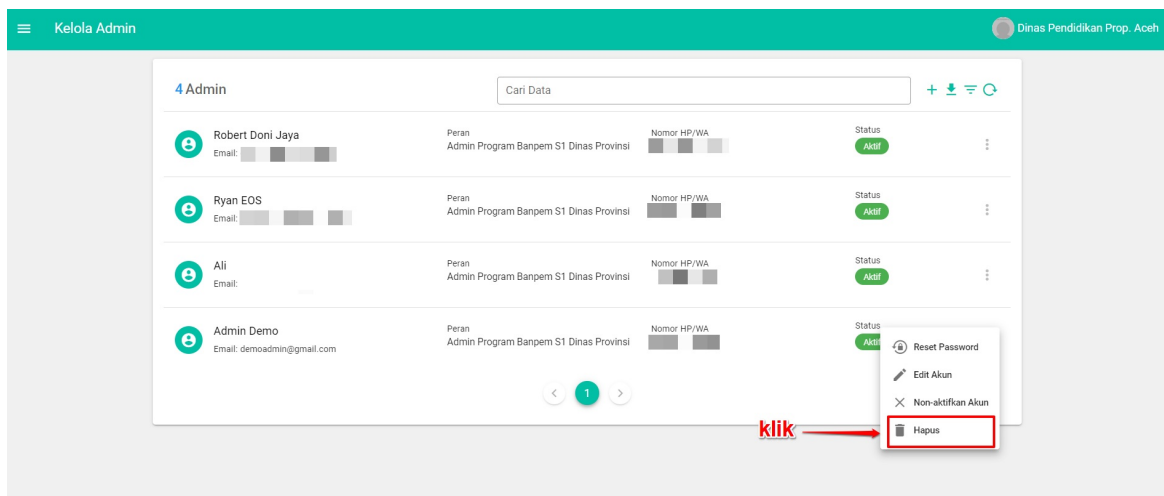 Kelola Admin
Dinas Pendidikan Prop. Aceh
4 Admin
Cari Data
Robert Doni Jaya
Email:
Peran
Admin Program Banpem S1 Dinas Provinsi
Nomor HP/WA
Status
Aktif
Ryan EOS
Email:
Peran
Admin Program Banpem S1 Dinas Provinsi
Nomor HP/WA
Status
Aktif
Ali
Email:
Peran
Admin Program Banpem S1 Dinas Provinsi
Nomor HP/WA
Status
Aktif
Admin Demo
Email: demoadmin@gmail.com
Peran
Admin Program Banpem S1 Dinas Provinsi
Nomor HP/WA
Status
Aktif
1
Reset Password
Edit Akun
Non-aktifkan Akun
klik
Hapus